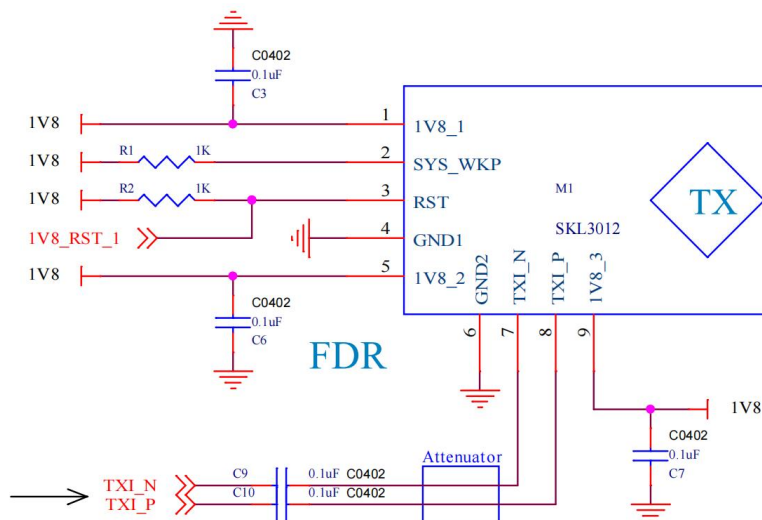 C0402
0.1uF
C3
1V8
1
1V8_1
1V8
R1
1K
2
SYS_WKP
1V8
R2
1K
3
RST
M1
TX
1V8_RST_1
4
GND1
SKL3012
1V8
5
1V8_2
GND2
TXI_N
TXI_P
1V8_3
C0402
0.1uF
C6
6
7
8
9
FDR
1V8
C0402
0.1uF
C7
Attenuator
TXI_N
C9
0.1uF
C0402
TXI_P
C10
0.1uF
C0402